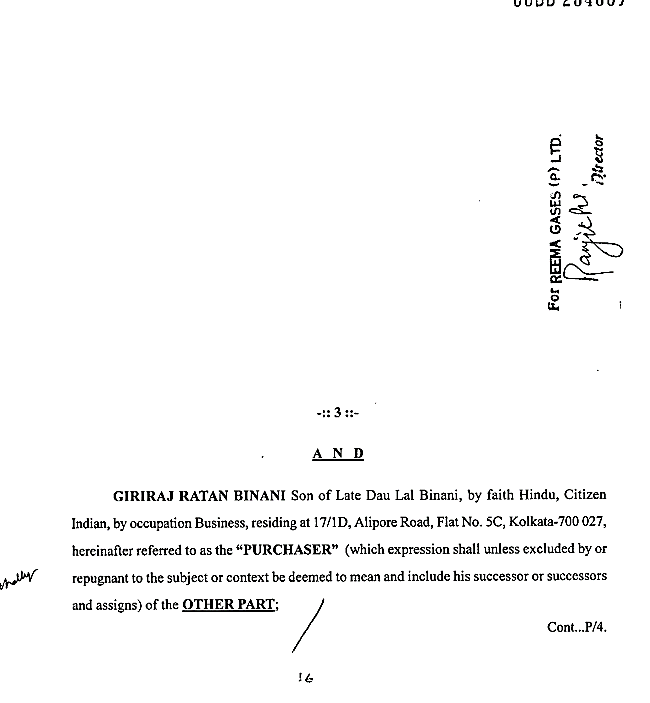 For REEMA GASES (P) LTD.
Director
-:: 3 ::-
A N D
GIRIRAJ RATAN BINANI Son of Late Dau Lal Binani, by faith Hindu, Citizen
Indian, by occupation Business, residing at 17/1D, Alipore Road, Flat No. 5C, Kolkata-700 027,
hereinafter referred to as the “PURCHASER” (which expression shall unless excluded by or
repugnant to the subject or context be deemed to mean and include his successor or successors
and assigns) of the OTHER PART;
Cont...P/4.
16